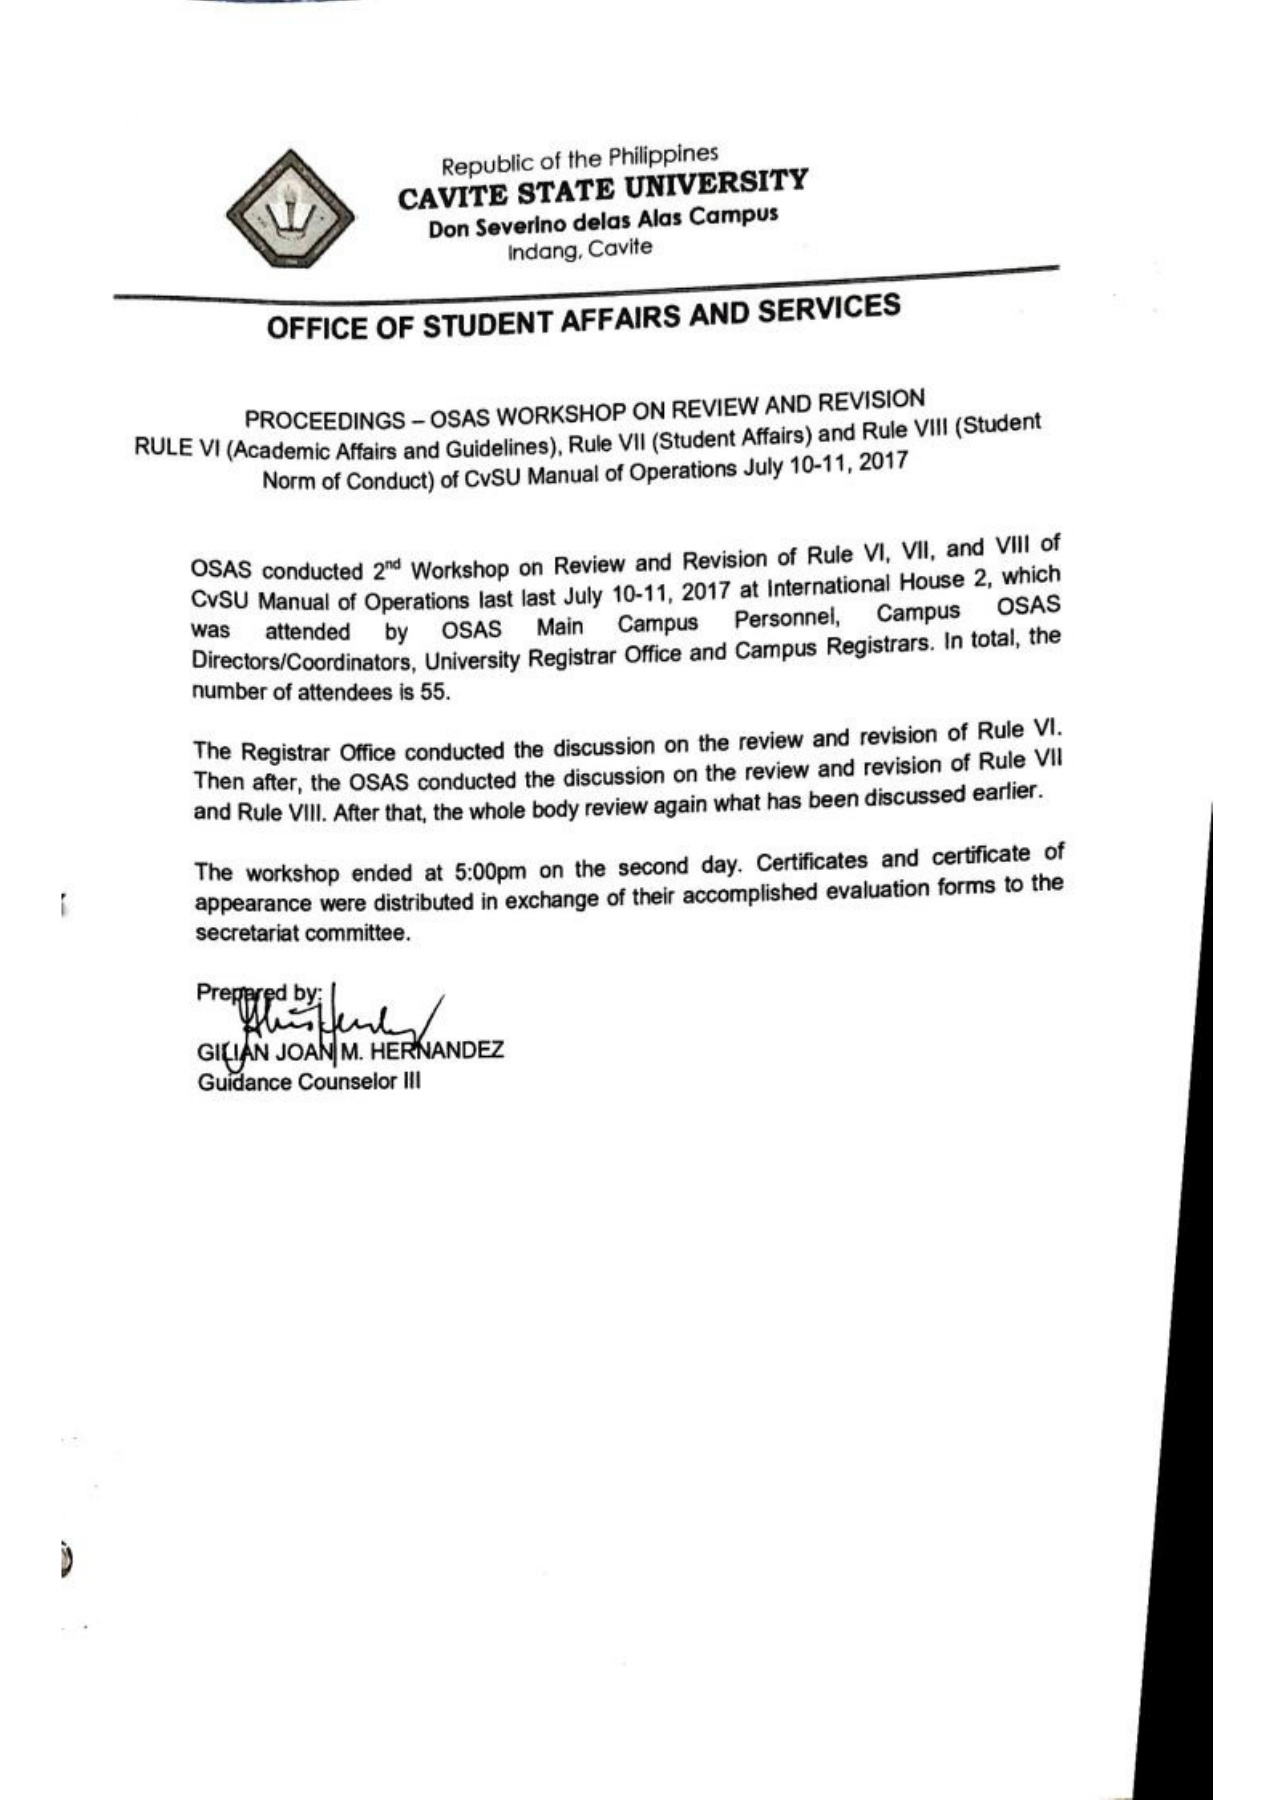 Republic of the Philippines
CAVITE STATE UNIVERSITY
Don Severino delas Alas Campus
Indang, Cavite
OFFICE OF STUDENT AFFAIRS AND SERVICES
PROCEEDINGS – OSAS WORKSHOP ON REVIEW AND REVISION
RULE VI (Academic Affairs and Guidelines), Rule VII (Student Affairs) and Rule VIII (Student
Norm of Conduct) of CvSU Manual of Operations July 10-11, 2017
OSAS conducted 2nd Workshop on Review and Revision of Rule VI, VII, and VIII of
CvSU Manual of Operations last last July 10-11, 2017 at International House 2, which
was attended by OSAS Main Campus Personnel, Campus OSAS
Directors/Coordinators, University Registrar Office and Campus Registrars. In total, the
number of attendees is 55.
The Registrar Office conducted the discussion on the review and revision of Rule VI.
Then after, the OSAS conducted the discussion on the review and revision of Rule VII
and Rule VIII. After that, the whole body review again what has been discussed earlier.
The workshop ended at 5:00pm on the second day. Certificates and certificate of
appearance were distributed in exchange of their accomplished evaluation forms to the
secretariat committee.
Prepared by:
GILIAN JOAN M. HERNANDEZ
Guidance Counselor III